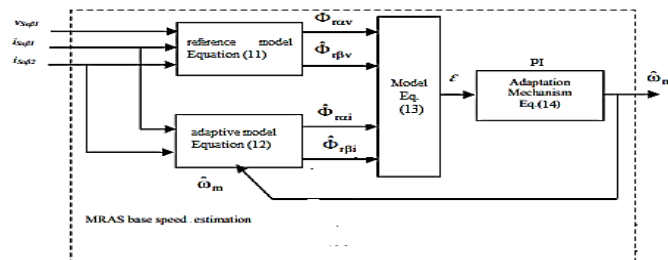 v_Sαβ1
i_Sαβ1
i_Sαβ2
reference model
Equation (11)
Φ_rαv
Φ̂_rβv
adaptive model
Equation (12)
Φ̂_rαi
Φ̂_rβi
Model
Eq.
(13)
ε
PI
Adaptation
Mechanism
Eq.(14)
ω̂_m
ω̂_m
MRAS base speed estimation